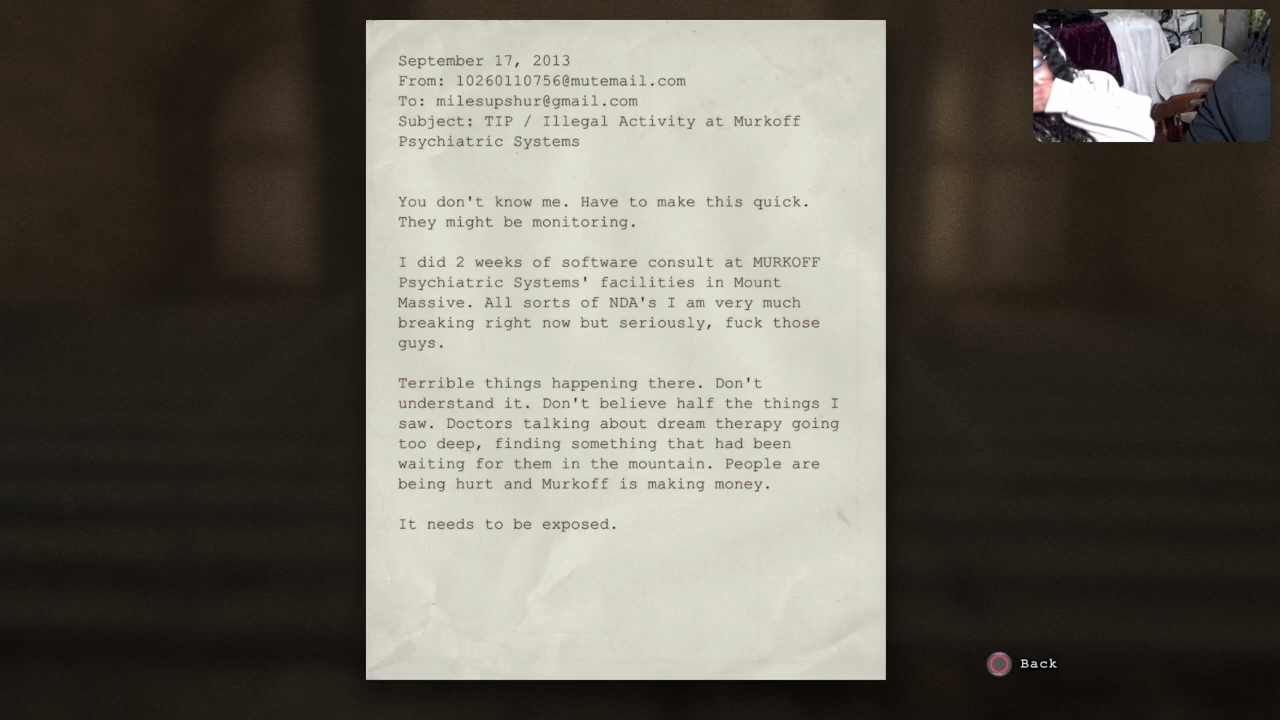 September 17, 2013
From: 10260110756@mutemail.com
To: milesupshur@gmail.com
Subject: TIP / Illegal Activity at Murkoff
Psychiatric Systems
You don't know me. Have to make this quick.
They might be monitoring.
I did 2 weeks of software consult at MURKOFF
Psychiatric Systems' facilities in Mount
Massive. All sorts of NDA's I am very much
breaking right now but seriously, fuck those
guys.
Terrible things happening there. Don't
understand it. Don't believe half the things I
saw. Doctors talking about dream therapy going
too deep, finding something that had been
waiting for them in the mountain. People are
being hurt and Murkoff is making money.
It needs to be exposed.
Back